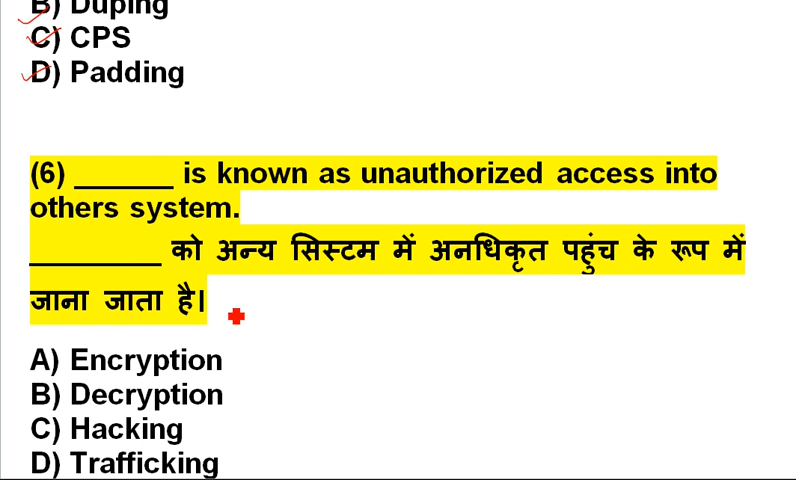 B) Duping
C) CPS
D) Padding
(6) ______ is known as unauthorized access into
others system.
________ को अन्य सिस्टम में अनधिकृत पहुंच के रूप में
जाना जाता है।
A) Encryption
B) Decryption
C) Hacking
D) Trafficking